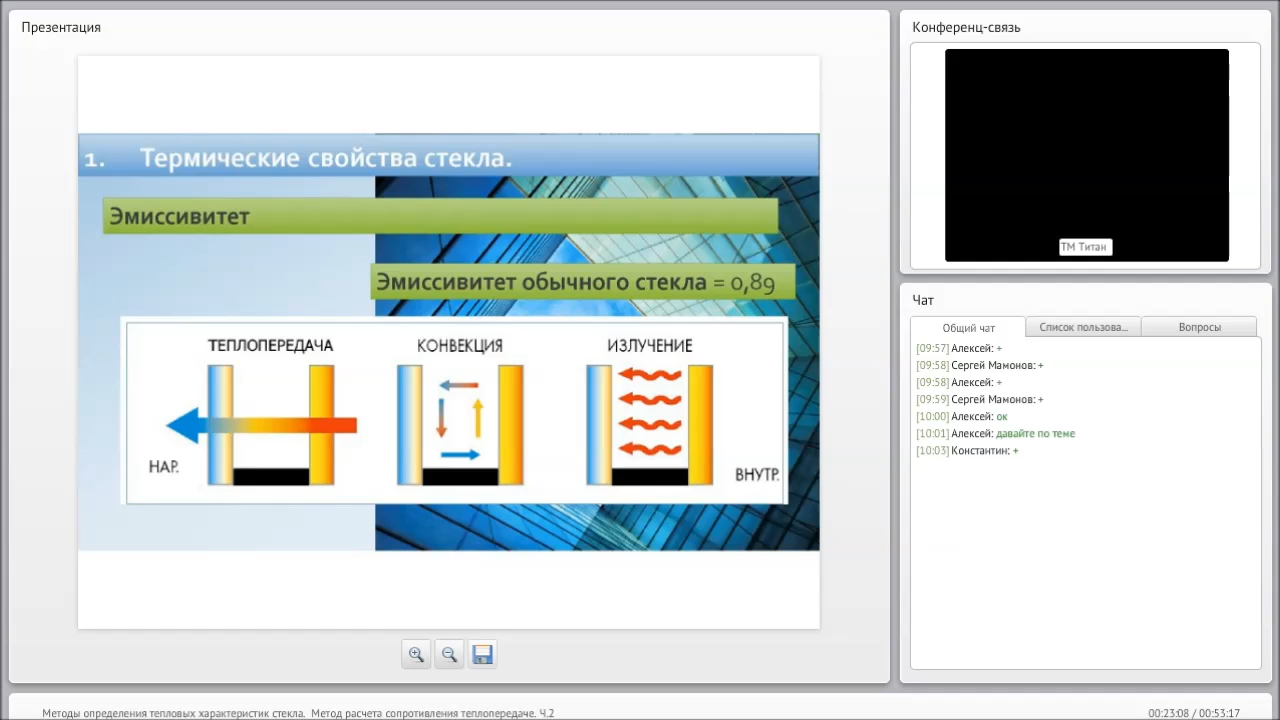 Презентация
1. Термические свойства стекла.
Эмиссивитет
Эмиссивитет обычного стекла = 0,89
ТЕПЛОПЕРЕДАЧА
КОНВЕКЦИЯ
ИЗЛУЧЕНИЕ
НАР.
ВНУТР.
Конференц-связь
ТМ Титан
Чат
Общий чат
Список пользова...
Вопросы
[09:57] Алексей: +
[09:58] Сергей Мамонов: +
[09:58] Алексей: +
[09:59] Сергей Мамонов: +
[10:00] Алексей: ок
[10:01] Алексей: давайте по теме
[10:03] Константин: +
Методы определения тепловых характеристик стекла. Метод расчета сопротивления теплопередаче. Ч.2
00:23:08 / 00:53:17